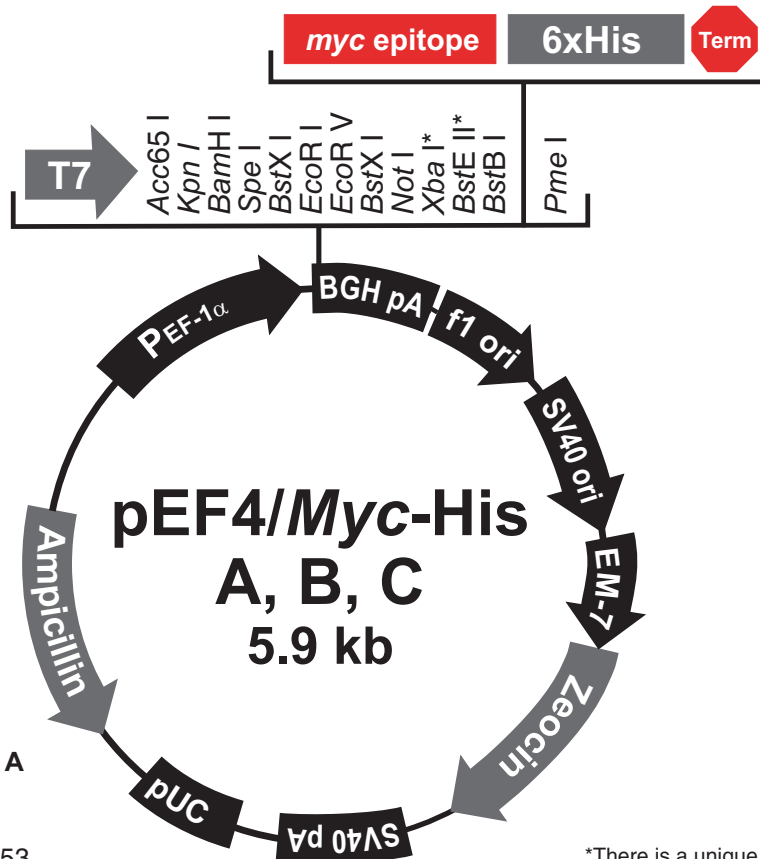 myc epitope 6xHis Term
T7
Acc65 I
Kpn I
BamH I
Spe I
BstX I
EcoR I
EcoR V
BstX I
Not I
Xba I*
BstE II*
BstB I
Pme I
PEF-1α
BGH pA
f1 ori
SV40 ori
EM-7
Zeocin
SV40 pA
pUC
Ampicillin
pEF4/Myc-His
A, B, C
5.9 kb
A
53
*There is a unique